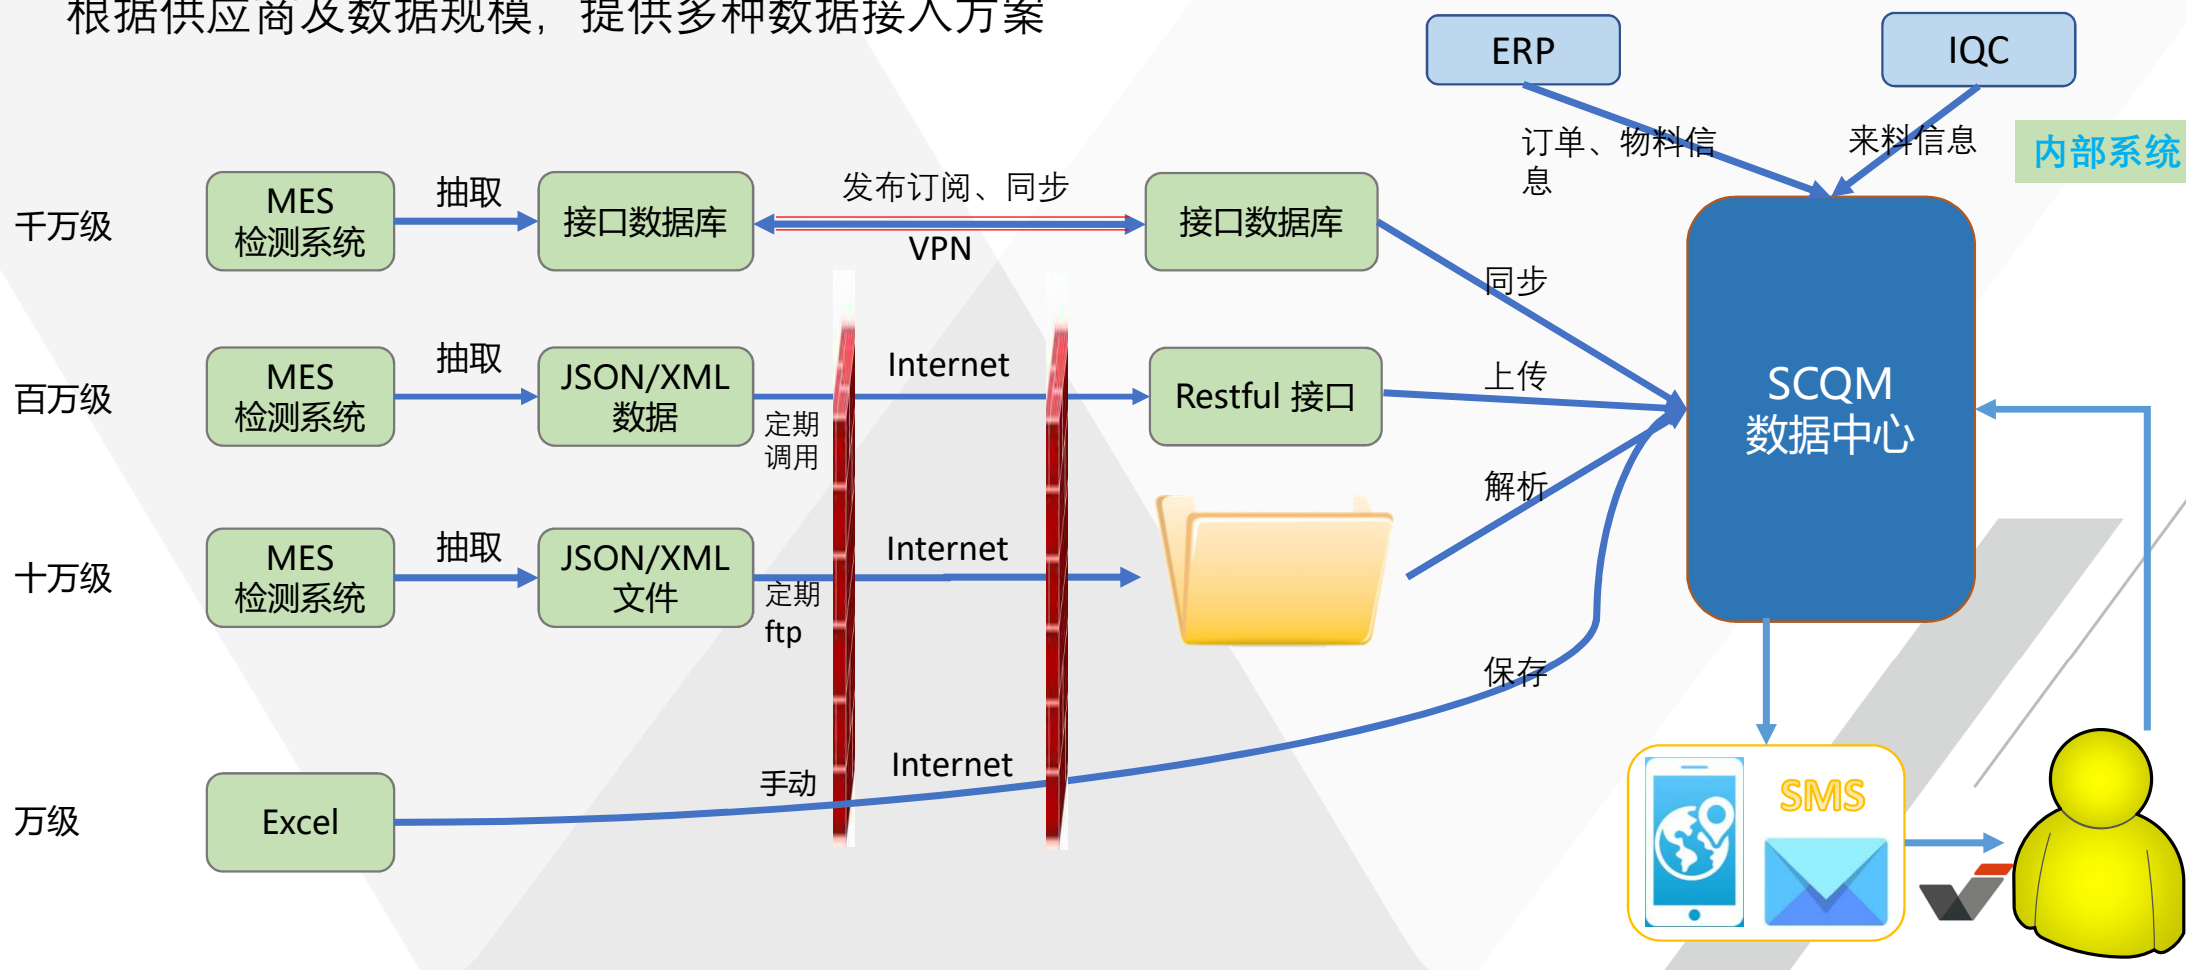 根据供应商及数据规模，提供多种数据接入方案
ERP
IQC
订单、物料信
息
来料信息
内部系统
千万级
MES
检测系统
抽取
接口数据库
发布订阅、同步
VPN
接口数据库
同步
百万级
MES
检测系统
抽取
JSON/XML
数据
定期
调用
Internet
Restful 接口
上传
SCQM
数据中心
十万级
MES
检测系统
抽取
JSON/XML
文件
定期
ftp
Internet
解析
保存
万级
Excel
手动
Internet
SMS